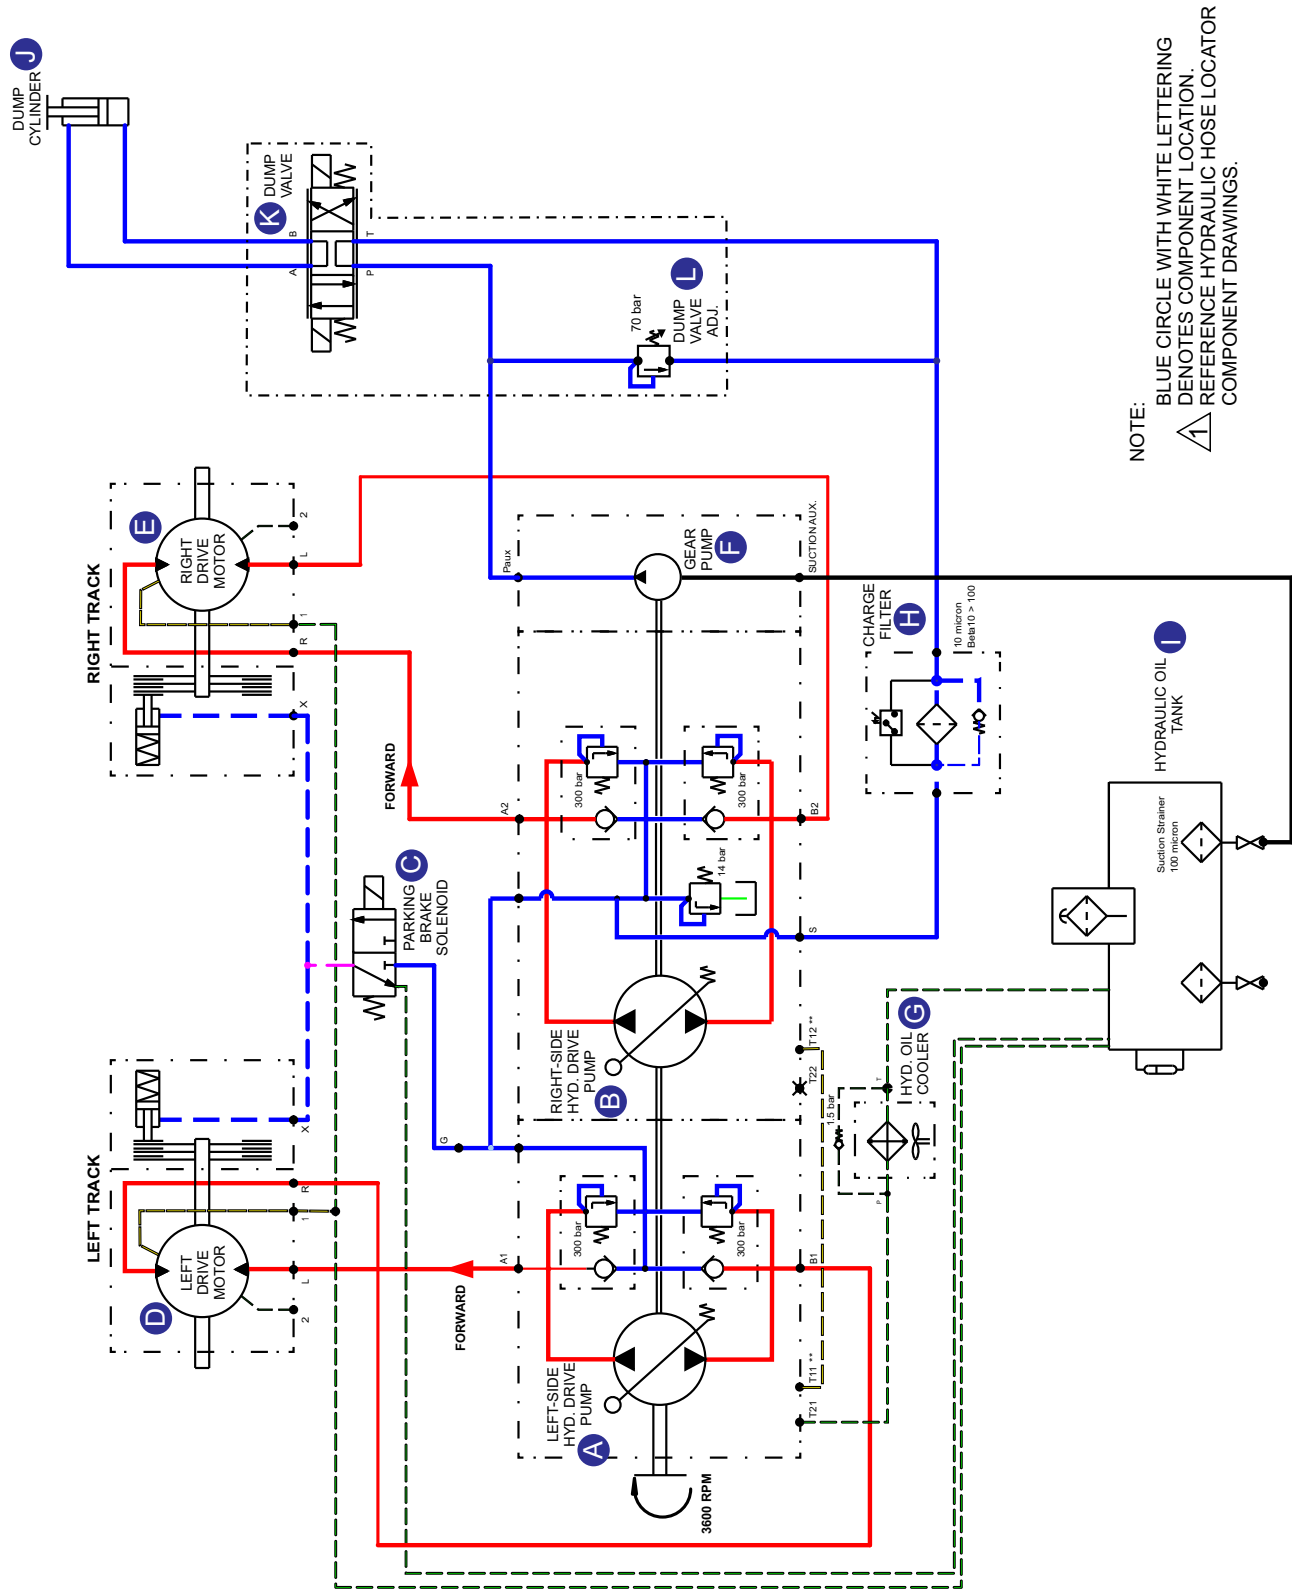 DUMP
CYLINDER
J
K
DUMP
VALVE
A
B
P
T
70 bar
L
DUMP
VALVE
ADJ.
NOTE:
BLUE CIRCLE WITH WHITE LETTERING
DENOTES COMPONENT LOCATION.
1
REFERENCE HYDRAULIC HOSE LOCATOR
COMPONENT DRAWINGS.
RIGHT TRACK
E
RIGHT
DRIVE
MOTOR
2
L
1
R
X
FORWARD
Paux
GEAR
PUMP
F
SUCTION AUX.
CHARGE
FILTER
H
10 micron
Beta10 > 100
A2
300 bar
300 bar
B2
14 bar
S
C
PARKING
BRAKE
SOLENOID
RIGHT-SIDE
HYD. DRIVE
PUMP
B
T12 **
T22
I
HYDRAULIC OIL
TANK
Suction Strainer
100 micron
G
HYD. OIL
COOLER
1.5 bar
T
P
LEFT TRACK
D
LEFT
DRIVE
MOTOR
X
R
1
L
2
G
FORWARD
A1
300 bar
300 bar
B1
LEFT-SIDE
HYD. DRIVE
PUMP
A
T11 **
T21
3600 RPM